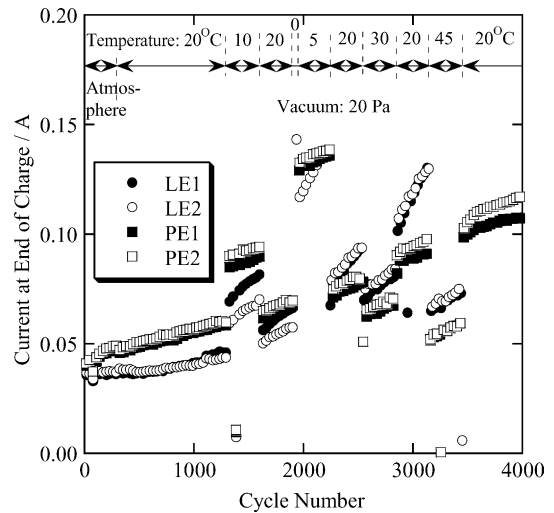 0
Temperature: 20°C 10 20 5 20 30 20 45 20°C
Atmos-
phere
Vacuum: 20 Pa
LE1
LE2
PE1
PE2
0.20
0.15
0.10
0.05
0.00
Current at End of Charge / A
0 1000 2000 3000 4000
Cycle Number